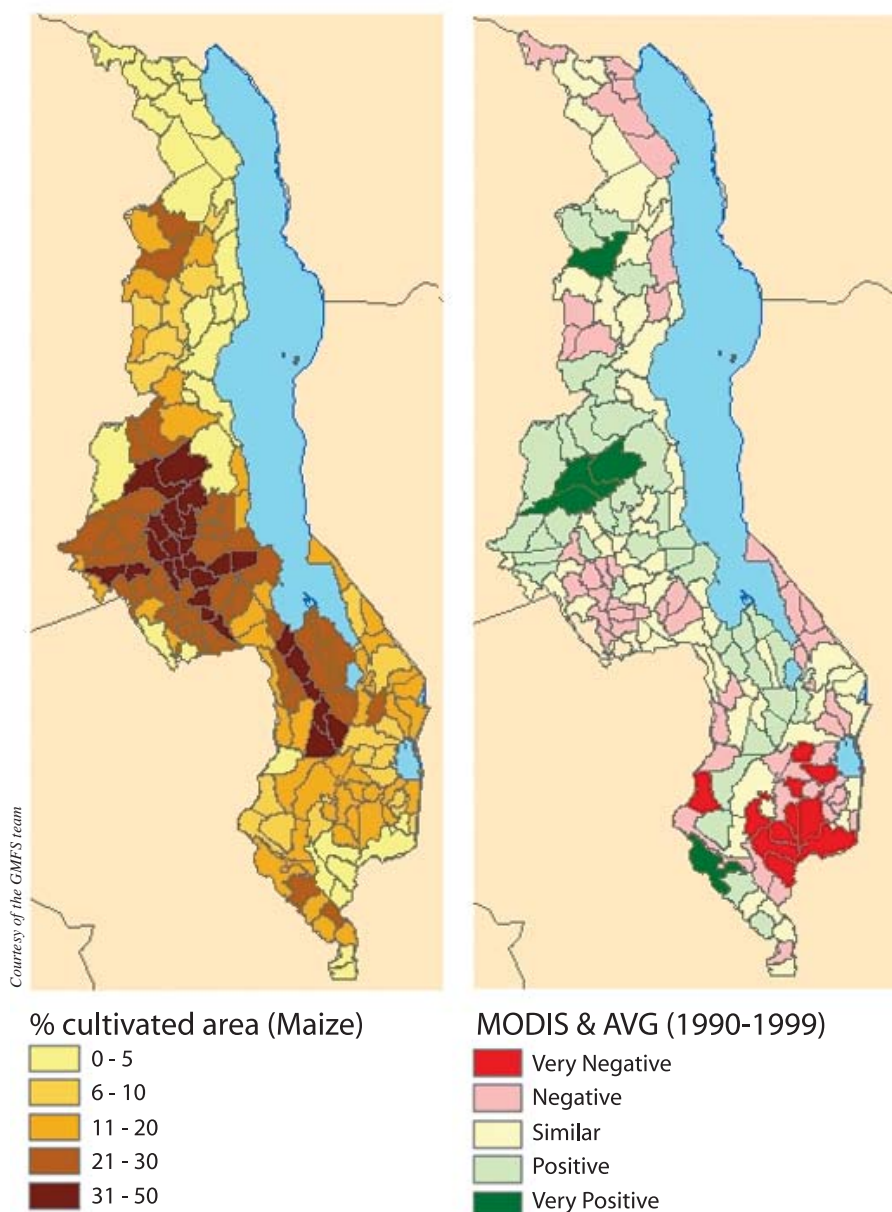 Courtesy of the GMFS team
% cultivated area (Maize)
0 - 5
6 - 10
11 - 20
21 - 30
31 - 50
MODIS & AVG (1990-1999)
Very Negative
Negative
Similar
Positive
Very Positive